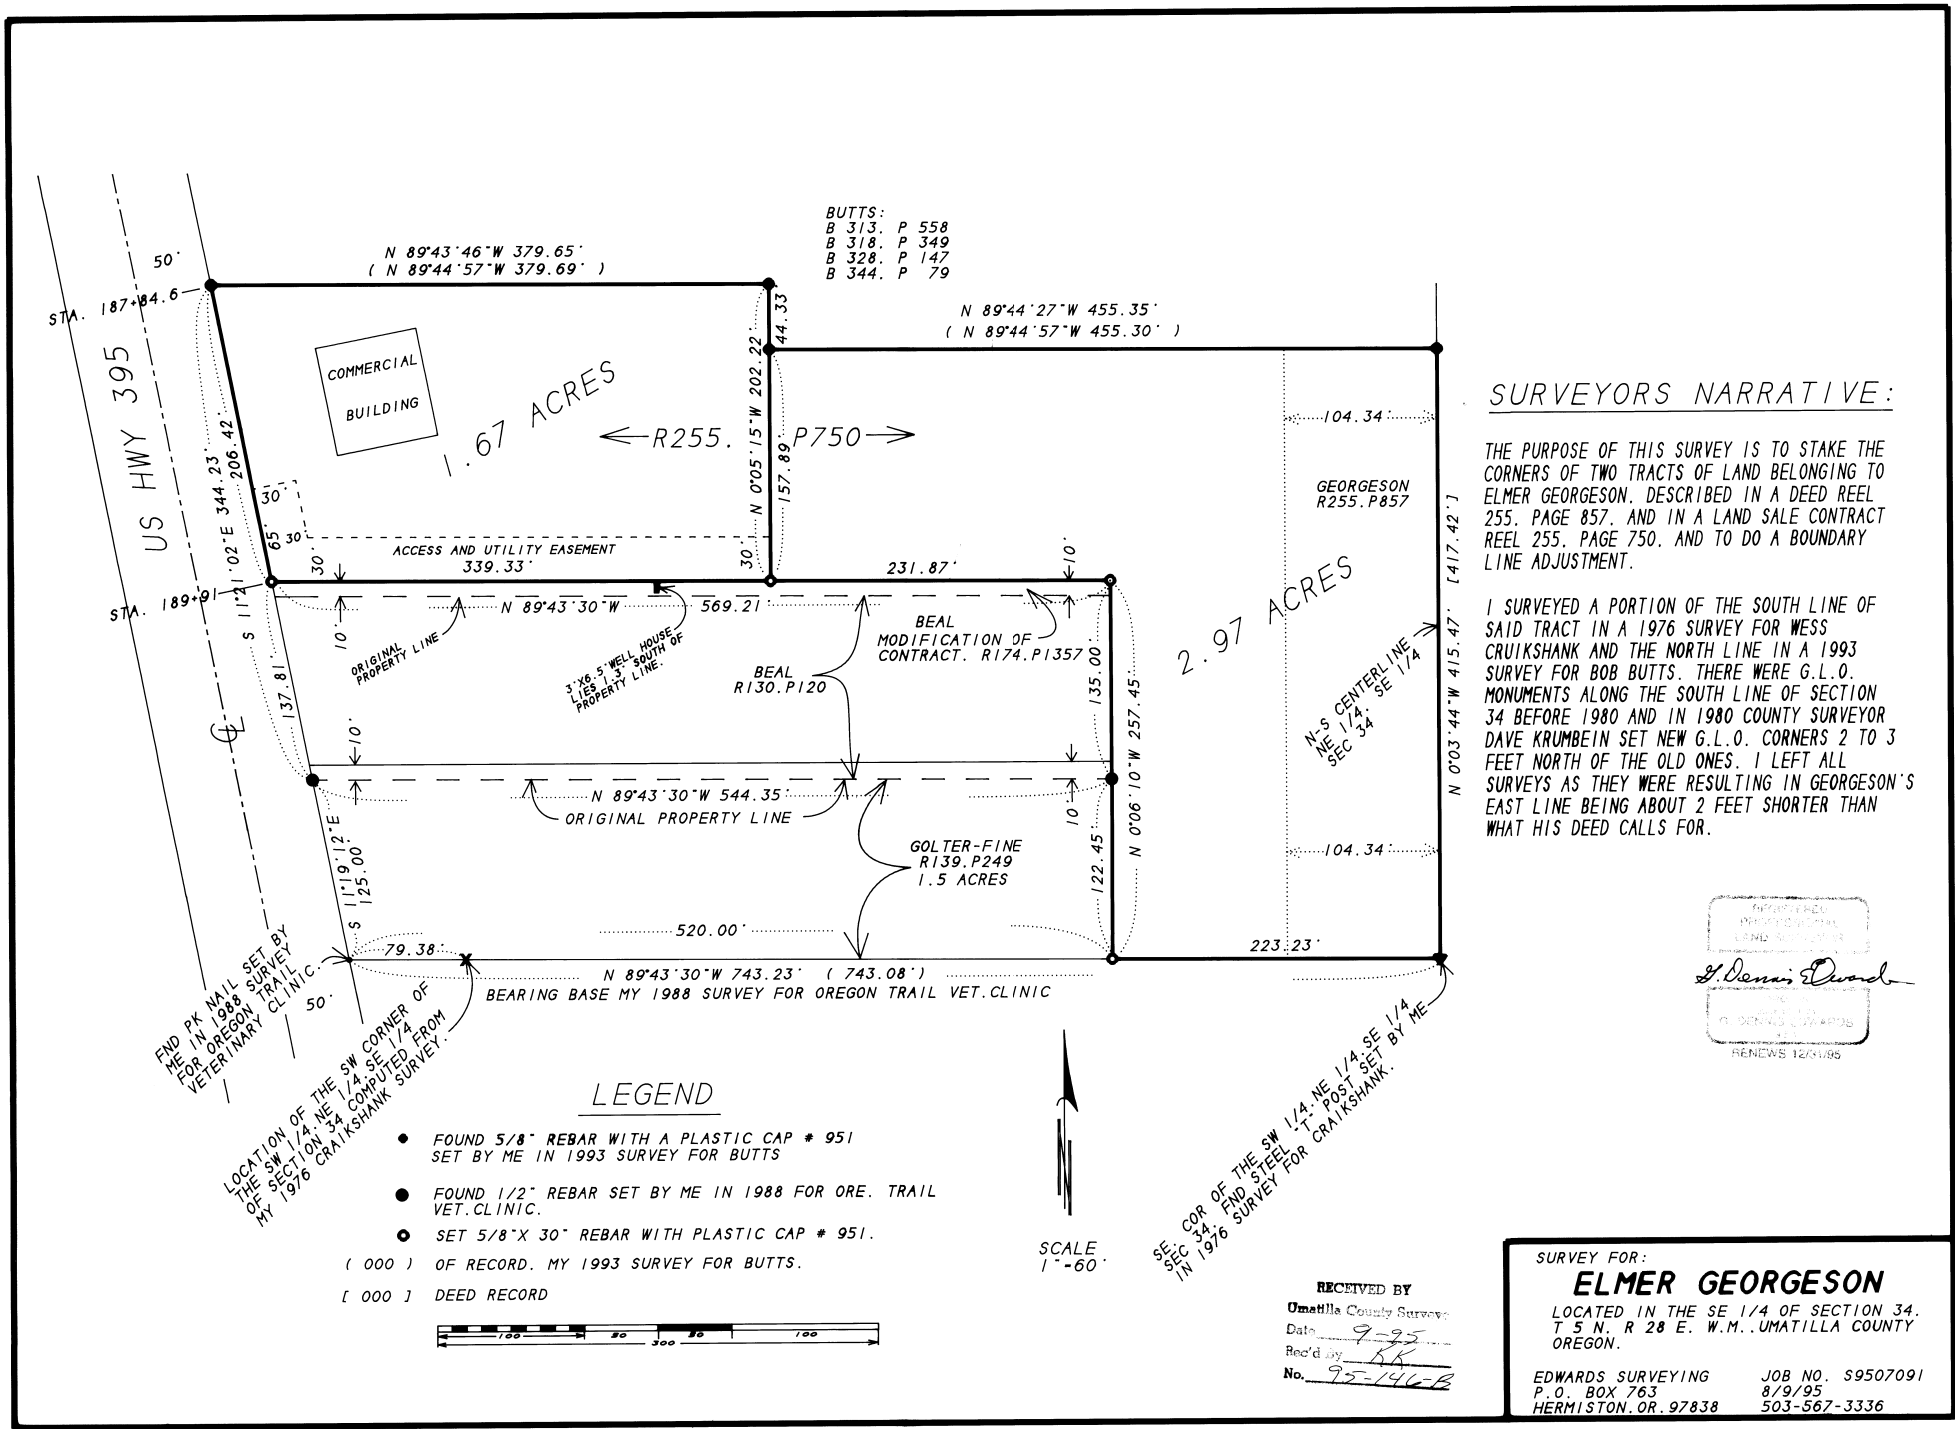 BUTTS:
B 313. P 558
B 318. P 349
B 328. P 147
B 344. P 79
N 89°43'46"W 379.65'
( N 89°44'57"W 379.69' )
50'
STA. 187+84.6
N 89°44'27"W 455.35'
( N 89°44'57"W 455.30' )
44.33
US HWY 395
COMMERCIAL
BUILDING
1.67 ACRES
R255. P750
N 0°05'15"W 202.22'
157.89
104.34'
GEORGESON
R255.P857
S 11°21'02"E 344.23'
206.42'
30'
65'
30'
30'
ACCESS AND UTILITY EASEMENT
339.33'
30'
231.87'
10'
STA. 189+91
N 89°43'30"W 569.21
10'
ORIGINAL
PROPERTY LINE
3'X6.5'WELL HOUSE
LIES 1.3' SOUTH OF
PROPERTY LINE.
BEAL
MODIFICATION OF
CONTRACT. R174.P1357
BEAL
R130.P120
2.97 ACRES
135.00'
N 0°06'10"W 257.45'
N-S CENTERLINE
NE 1/4. SE 1/4
SEC 34
N 0°03'44"W 415.47' [417.42']
137.81'
10'
N 89°43'30"W 544.35'
ORIGINAL PROPERTY LINE
10'
GOLTER-FINE
R139.P249
1.5 ACRES
122.45'
104.34'
S 11°19'12"E
125.00'
520.00'
79.38'
223.23'
N 89°43'30"W 743.23' ( 743.08' )
BEARING BASE MY 1988 SURVEY FOR OREGON TRAIL VET.CLINIC
50'
FND PK NAIL SET BY
ME IN 1988 SURVEY
FOR OREGON TRAIL
VETERINARY CLINIC.
LOCATION OF THE SW CORNER OF
THE SW 1/4.NE 1/4.SE 1/4
OF SECTION 34 COMPUTED FROM
MY 1976 CRAIKSHANK SURVEY.
SE. COR OF THE SW 1/4.NE 1/4.SE 1/4
SEC 34. FND STEEL "T" POST SET BY ME
IN 1976 SURVEY FOR CRAIKSHANK.
SURVEYORS NARRATIVE:
THE PURPOSE OF THIS SURVEY IS TO STAKE THE
CORNERS OF TWO TRACTS OF LAND BELONGING TO
ELMER GEORGESON. DESCRIBED IN A DEED REEL
255. PAGE 857. AND IN A LAND SALE CONTRACT
REEL 255. PAGE 750. AND TO DO A BOUNDARY
LINE ADJUSTMENT.
I SURVEYED A PORTION OF THE SOUTH LINE OF
SAID TRACT IN A 1976 SURVEY FOR WESS
CRUIKSHANK AND THE NORTH LINE IN A 1993
SURVEY FOR BOB BUTTS. THERE WERE G.L.O.
MONUMENTS ALONG THE SOUTH LINE OF SECTION
34 BEFORE 1980 AND IN 1980 COUNTY SURVEYOR
DAVE KRUMBEIN SET NEW G.L.O. CORNERS 2 TO 3
FEET NORTH OF THE OLD ONES. I LEFT ALL
SURVEYS AS THEY WERE RESULTING IN GEORGESON'S
EAST LINE BEING ABOUT 2 FEET SHORTER THAN
WHAT HIS DEED CALLS FOR.
REGISTERED
PROFESSIONAL
LAND SURVEYOR
G. Dennis Edwards
G. DENNIS EDWARDS
RENEWS 12/31/95
LEGEND
FOUND 5/8" REBAR WITH A PLASTIC CAP # 951
SET BY ME IN 1993 SURVEY FOR BUTTS
FOUND 1/2" REBAR SET BY ME IN 1988 FOR ORE. TRAIL
VET.CLINIC.
SET 5/8"X 30" REBAR WITH PLASTIC CAP # 951.
( 000 ) OF RECORD. MY 1993 SURVEY FOR BUTTS.
[ 000 ] DEED RECORD
100 50 50 100
300
N
SCALE
1"-60'
RECEIVED BY
Umatilla County Surveyo
Date 9-95
Rec'd by KK
No. 95-146-B
SURVEY FOR:
ELMER GEORGESON
LOCATED IN THE SE 1/4 OF SECTION 34.
T 5 N. R 28 E. W.M..UMATILLA COUNTY
OREGON.
EDWARDS SURVEYING JOB NO. S9507091
P.O. BOX 763 8/9/95
HERMISTON.OR.97838 503-567-3336